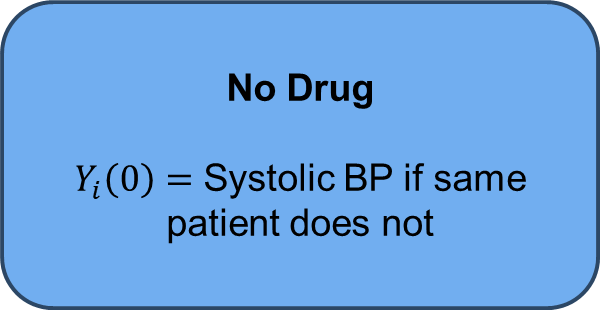 No Drug
𝑌𝑖(0) = Systolic BP if same
patient does not